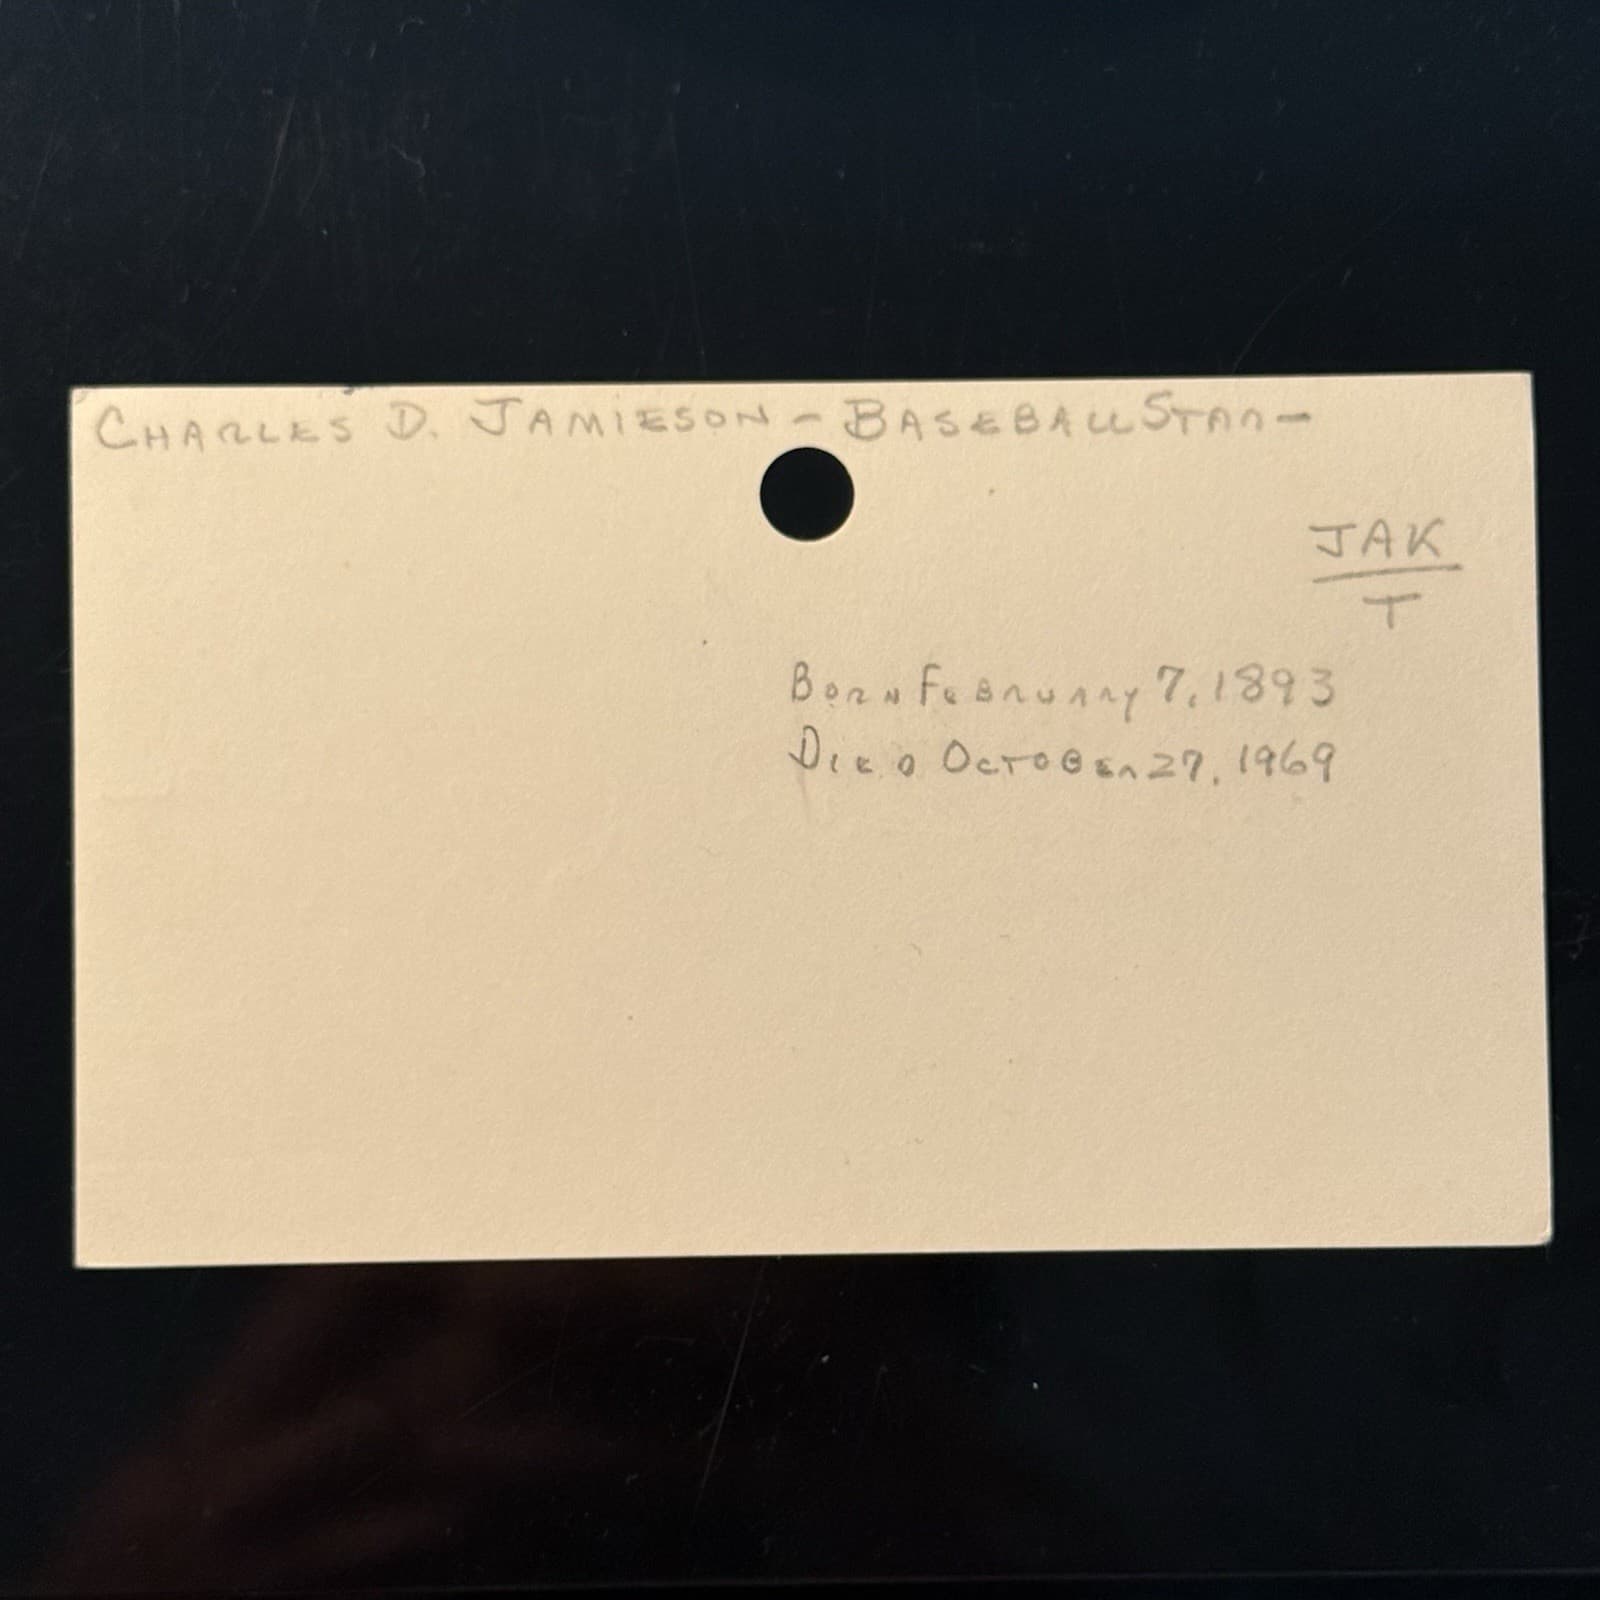 CHARLES D. JAMIESON - BASEBALL STAR -
JAK
T
BORN FEBRUARY 7, 1893
DIED OCTOBER 27, 1969